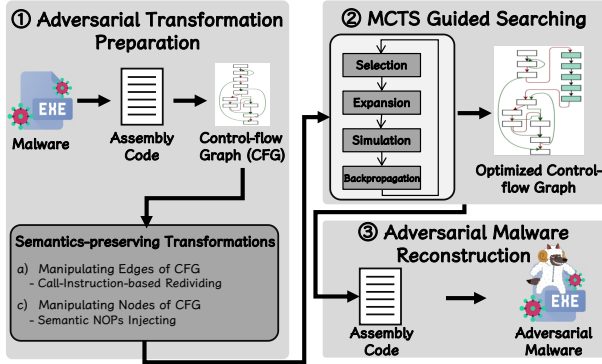 ① Adversarial Transformation
Preparation
EXE
Malware
Assembly
Code
Control-flow
Graph (CFG)
Semantics-preserving Transformations
a) Manipulating Edges of CFG
- Call-Instruction-based Redividing
c) Manipulating Nodes of CFG
- Semantic NOPs Injecting
② MCTS Guided Searching
Selection
Expansion
Simulation
Backpropagation
Optimized Control-
flow Graph
③ Adversarial Malware
Reconstruction
Assembly
Code
EXE
Adversarial
Malware